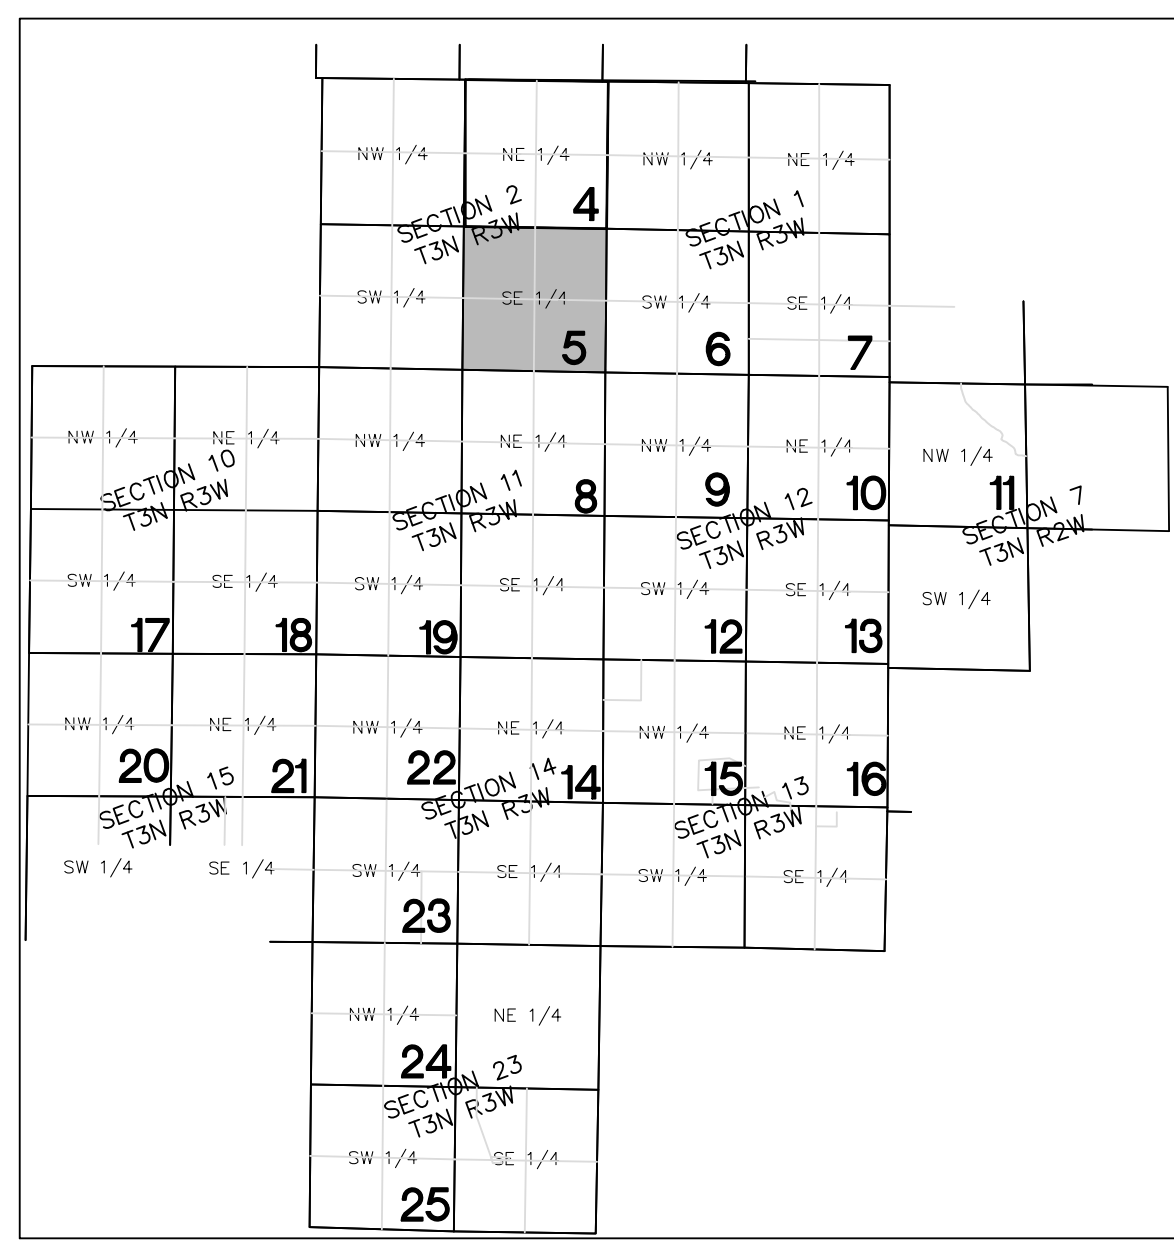 NW 1/4 NE 1/4 NW 1/4 NE 1/4
4
SECTION 2
T3N R3W
SECTION 1
T3N R3W
SW 1/4 SE 1/4 SW 1/4 SE 1/4
5 6 7
NW 1/4 NE 1/4 NW 1/4 NE 1/4 NW 1/4 NE 1/4 NW 1/4
8 9 10 11
SECTION 10
T3N R3W
SECTION 11
T3N R3W
SECTION 12
T3N R3W
SECTION 7
T3N R2W
SW 1/4 SE 1/4 SW 1/4 SE 1/4 SW 1/4 SE 1/4 SW 1/4
17 18 19 12 13
NW 1/4 NE 1/4 NW 1/4 NE 1/4 NW 1/4 NE 1/4
20 21 22 14 15 16
SECTION 15
T3N R3W
SECTION 14
T3N R3W
SECTION 13
T3N R3W
SW 1/4 SE 1/4 SW 1/4 SE 1/4 SW 1/4 SE 1/4
23
NW 1/4 NE 1/4
24
SECTION 23
T3N R3W
SW 1/4 SE 1/4
25